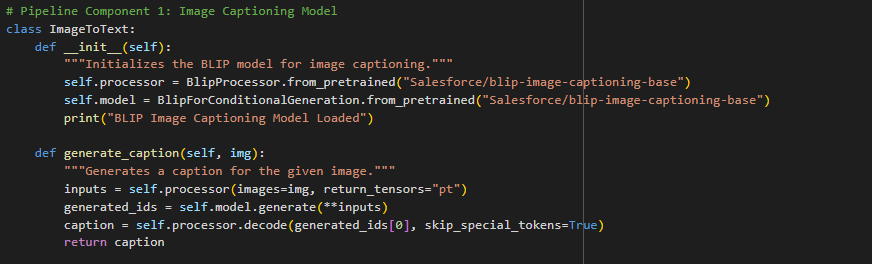 # Pipeline Component 1: Image Captioning Model
class ImageToText:
    def __init__(self):
        """Initializes the BLIP model for image captioning."""
        self.processor = BlipProcessor.from_pretrained("Salesforce/blip-image-captioning-base")
        self.model = BlipForConditionalGeneration.from_pretrained("Salesforce/blip-image-captioning-base")
        print("BLIP Image Captioning Model Loaded")

    def generate_caption(self, img):
        """Generates a caption for the given image."""
        inputs = self.processor(images=img, return_tensors="pt")
        generated_ids = self.model.generate(**inputs)
        caption = self.processor.decode(generated_ids[0], skip_special_tokens=True)
        return caption